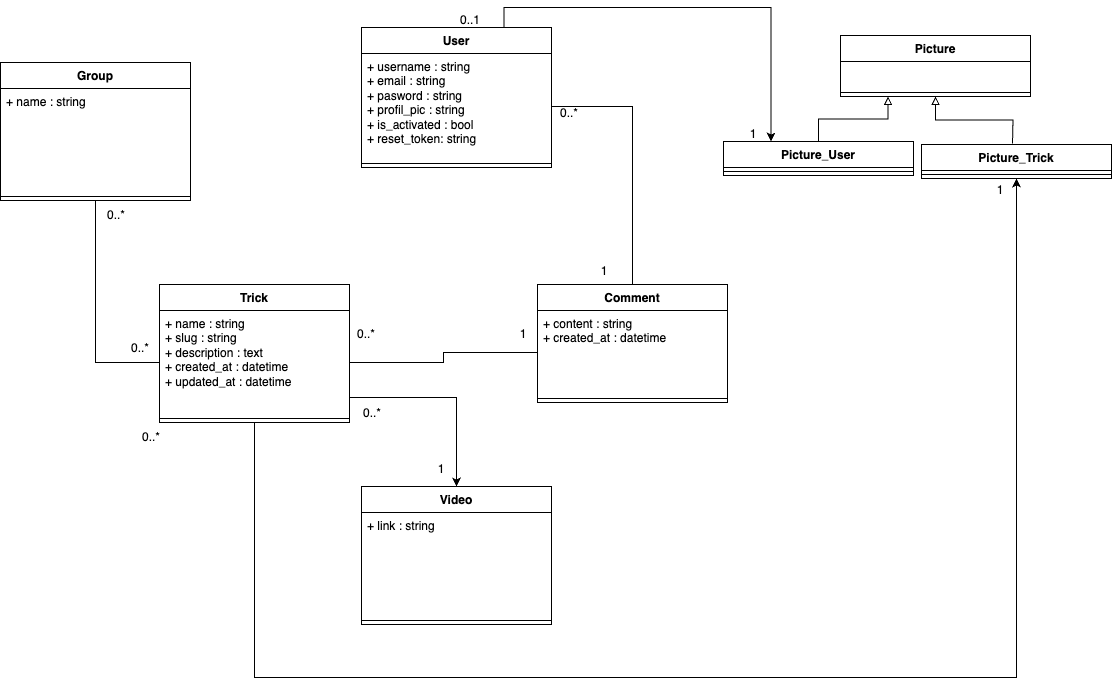 0..1
User
+ username : string
+ email : string
+ pasword : string
+ profil_pic : string
+ is_activated : bool
+ reset_token: string
0..*
Picture
Group
+ name : string
0..*
1
Picture_User
Picture_Trick
1
Trick
+ name : string
+ slug : string
+ description : text
+ created_at : datetime
+ updated_at : datetime
0..*
0..*
0..*
0..*
1
1
Comment
+ content : string
+ created_at : datetime
1
Video
+ link : string